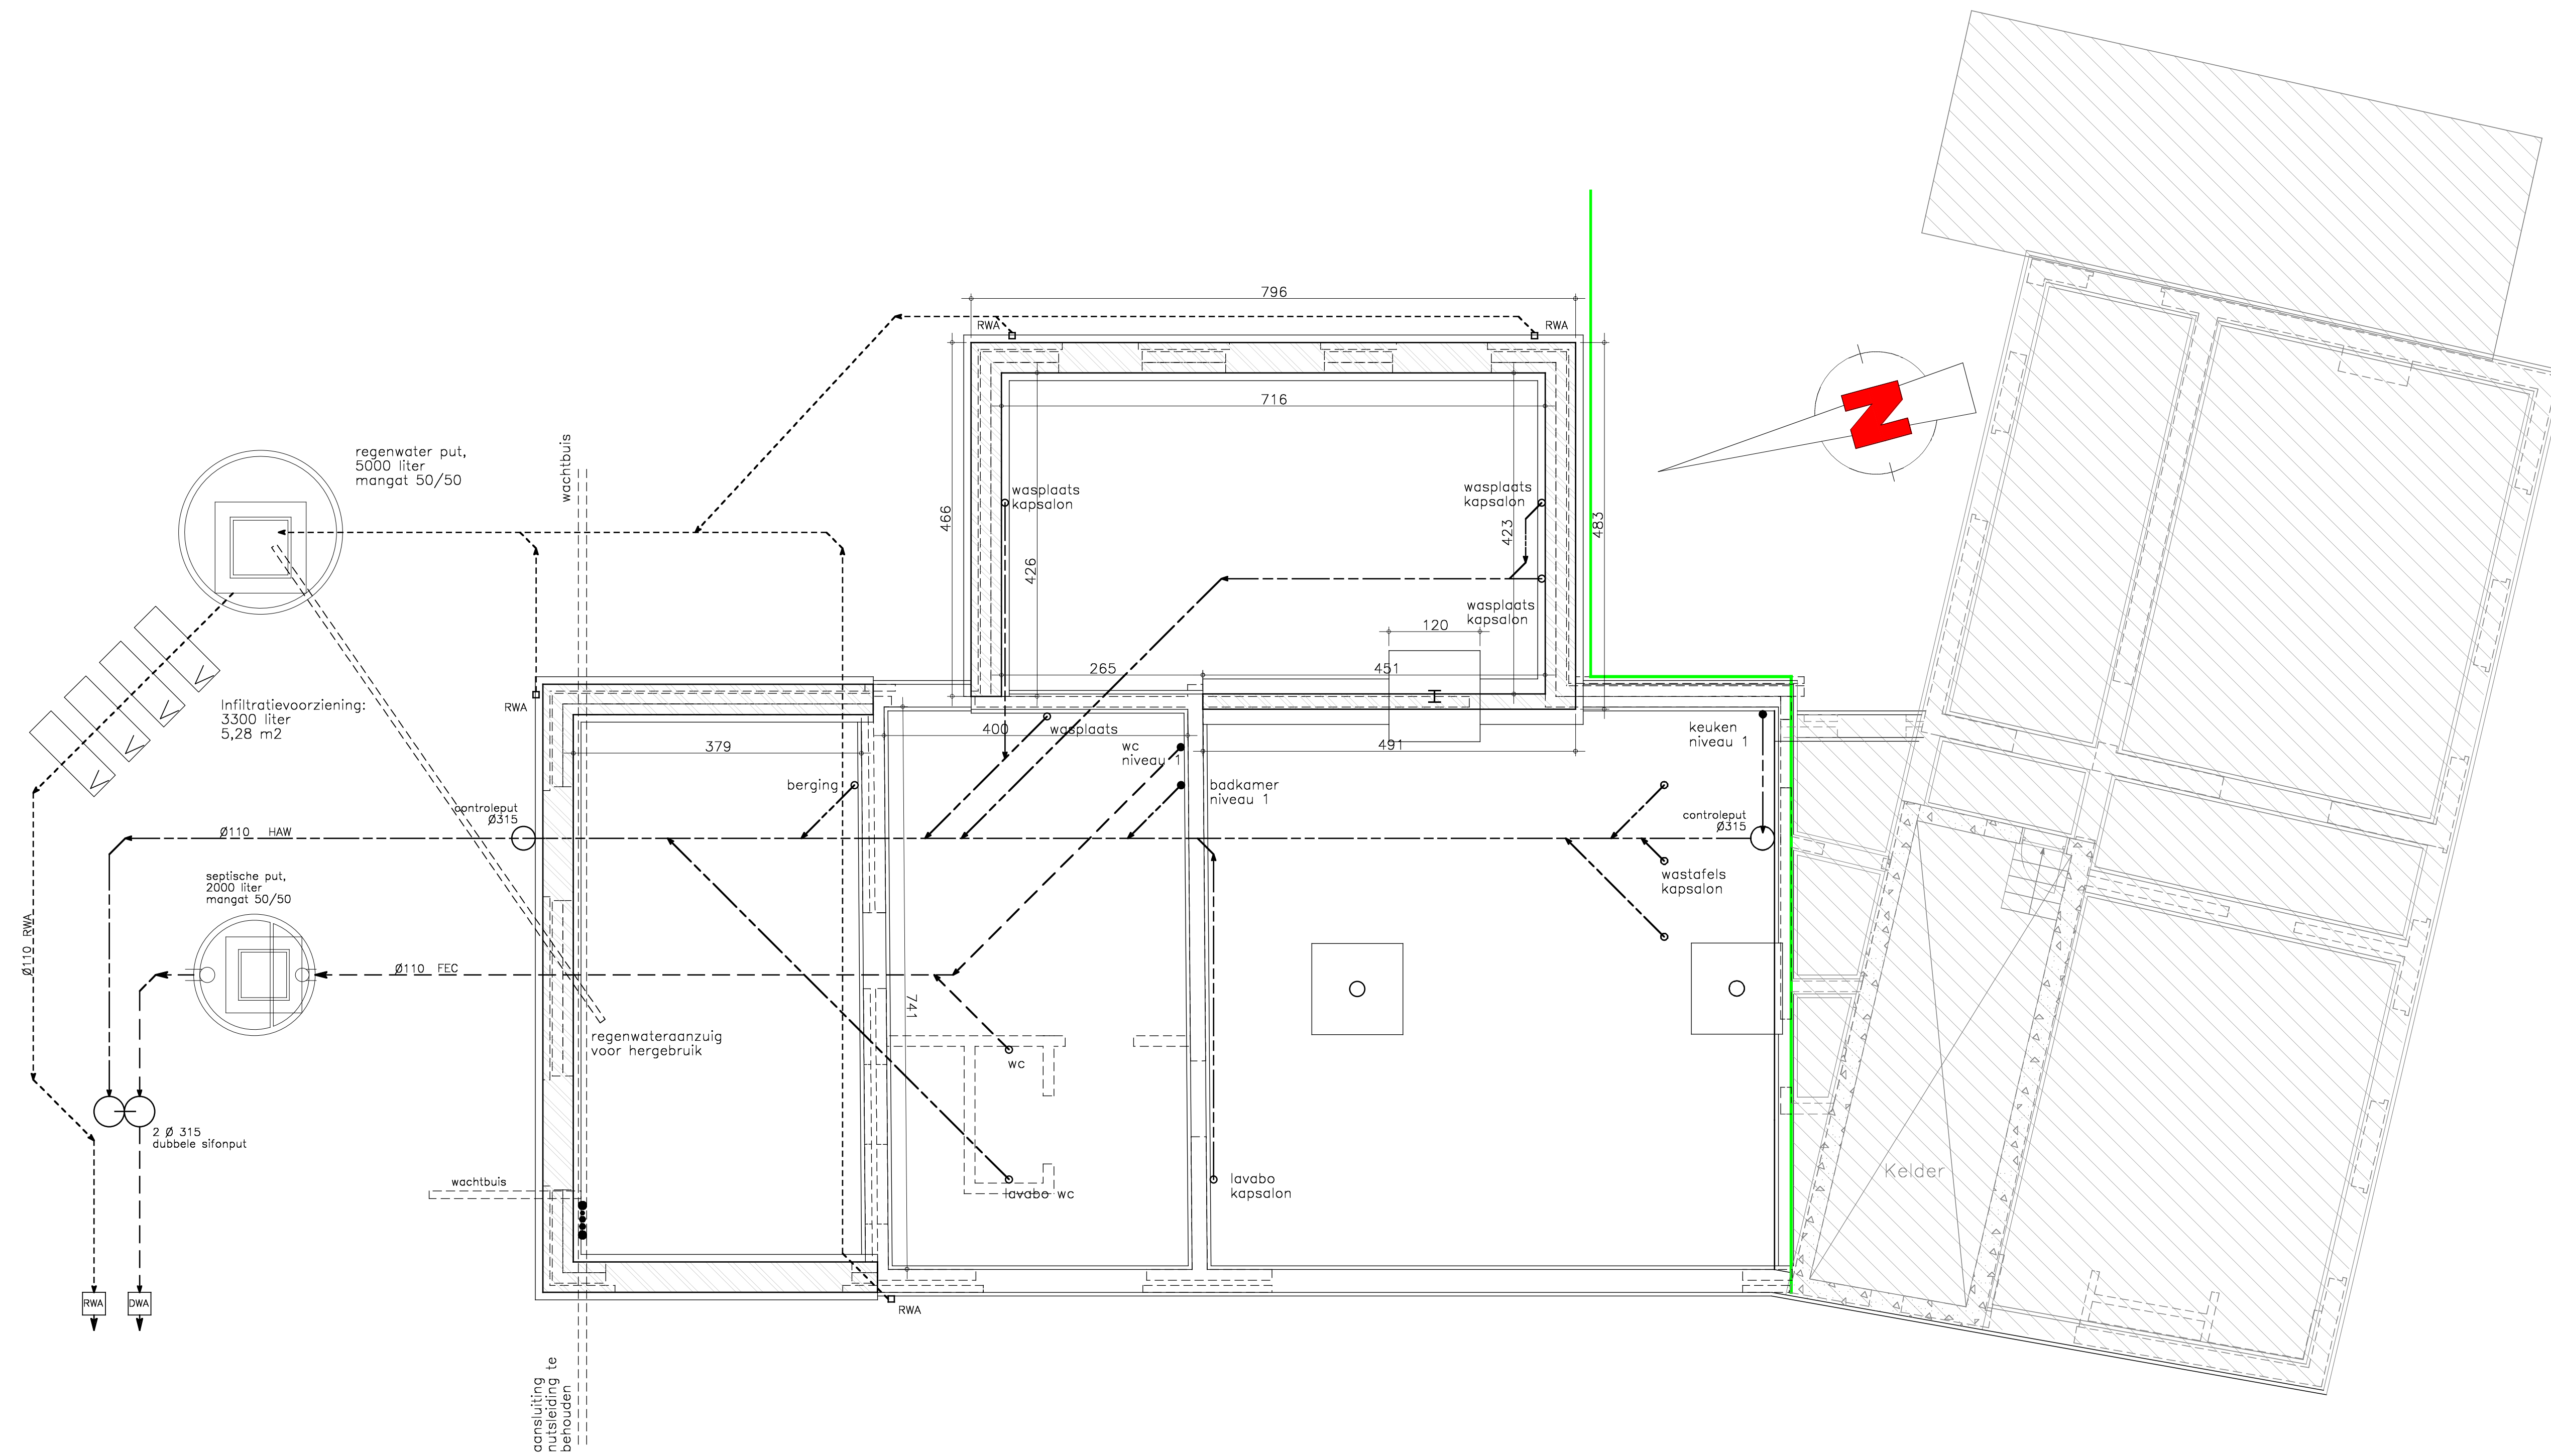 796
RWA
RWA
N
716
regenwater put,
5000 liter
mangat 50/50
wachtbuis
wasplaats
kapsalon
wasplaats
kapsalon
466
426
423
483
wasplaats
kapsalon
120
265
451
RWA
Infiltratievoorziening:
3300 liter
5,28 m2
400
wasplaats
379
491
wc
niveau 1
keuken
niveau 1
berging
badkamer
niveau 1
controleput
Ø315
controleput
Ø315
Ø110 HAW
septische put,
2000 liter
mangat 50/50
wastafels
kapsalon
Ø110 RWA
Ø110 FEC
741
regenwateraanzuig
voor hergebruik
wc
2 Ø 315
dubbele sifonput
wachtbuis
lavabo wc
lavabo
kapsalon
Kelder
RWA
DWA
RWA
aansluiting
nutsleiding te
behouden